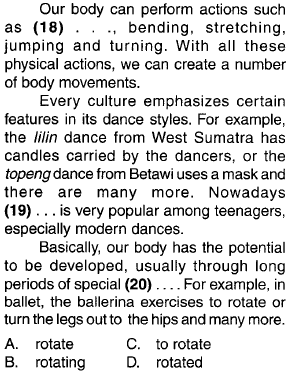 Our body can perform actions such
as (18) . . ., bending, stretching,
jumping and turning. With all these
physical actions, we can create a number
of body movements.
Every culture emphasizes certain
features in its dance styles. For example,
the lilin dance from West Sumatra has
candles carried by the dancers, or the
topeng dance from Betawi uses a mask and
there are many more. Nowadays
(19) . . . is very popular among teenagers,
especially modern dances.
Basically, our body has the potential
to be developed, usually through long
periods of special (20) . . . . For example, in
ballet, the ballerina exercises to rotate or
turn the legs out to the hips and many more.
A. rotate C. to rotate
B. rotating D. rotated